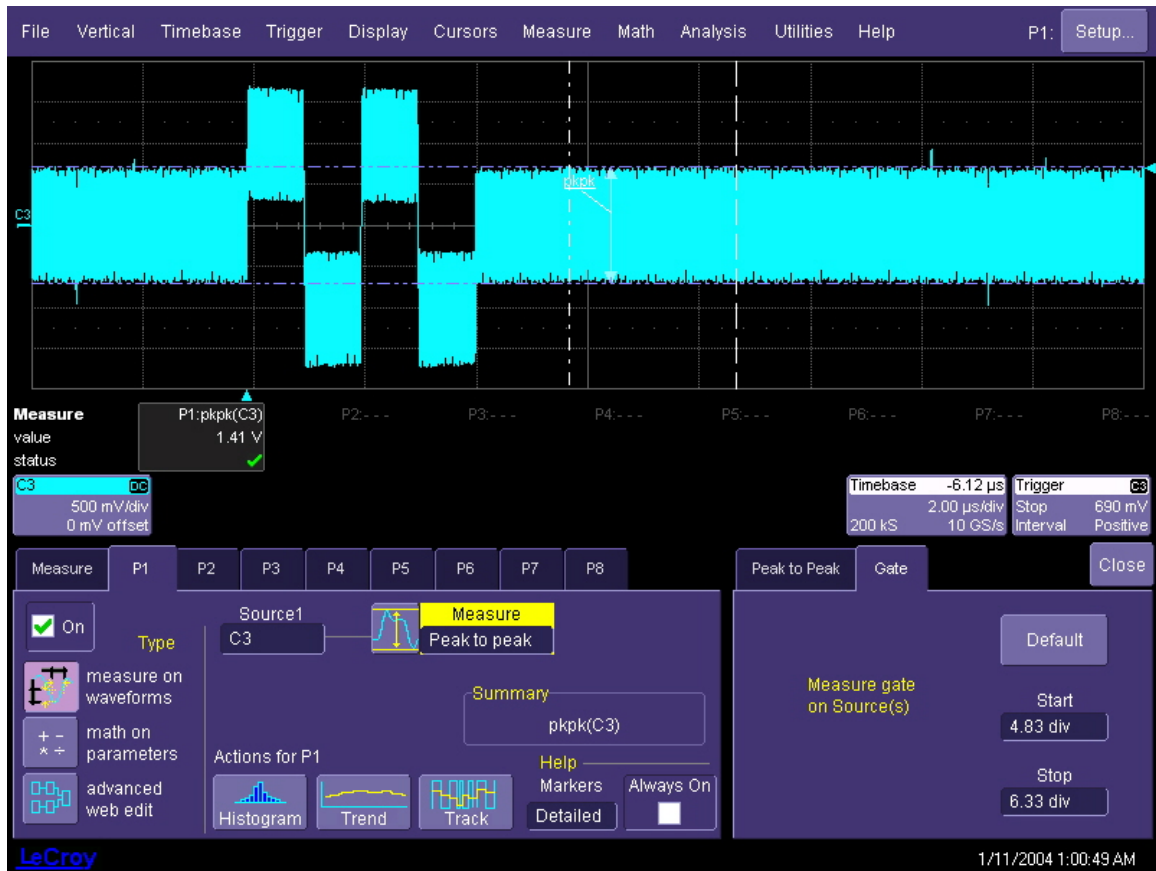 File Vertical Timebase Trigger Display Cursors Measure Math Analysis Utilities Help P1: Setup...
pkpk
C3
Measure P1:pkpk(C3) P2:- - - P3:- - - P4:- - - P5:- - - P6:- - - P7:- - - P8:- - -
value 1.41 V
status
C3 DC
500 mV/div
0 mV offset
Timebase -6.12 µs
2.00 µs/div
200 kS 10 GS/s
Trigger C3
Stop 690 mV
Interval Positive
Measure P1 P2 P3 P4 P5 P6 P7 P8
Peak to Peak Gate Close
On
Type
measure on
waveforms
math on
parameters
advanced
web edit
Source1
C3
Measure
Peak to peak
Summary
pkpk(C3)
Actions for P1
Histogram Trend Track
Help
Markers Always On
Detailed
Measure gate
on Source(s)
Default
Start
4.83 div
Stop
6.33 div
LeCroy
1/11/2004 1:00:49 AM